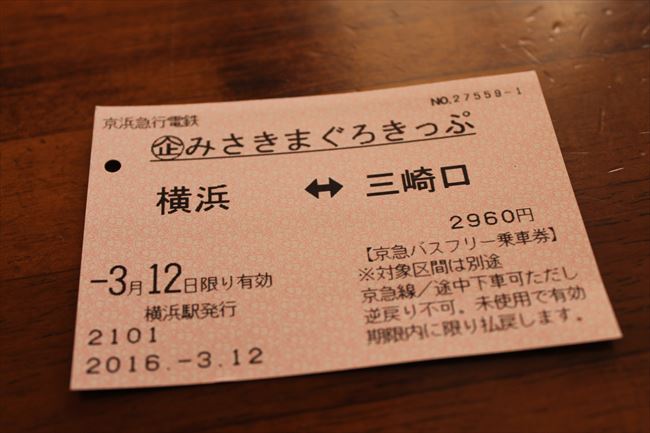 NO.27559-1
京浜急行電鉄
企みさきまぐろきっぷ
横浜 ↔ 三崎口
2960円
【京急バスフリー乗車券】
-3月12日限り有効
※対象区間は別途
横浜駅発行
京急線/途中下車可ただし
2101
逆戻り不可。未使用で有効
2016.-3.12
期限内に限り払戻します。